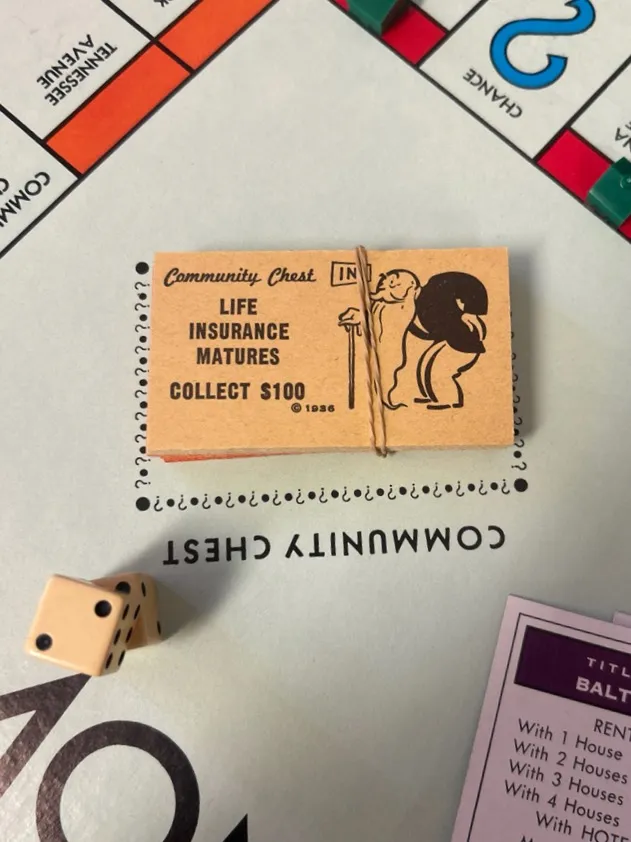 TENNESSEE
AVENUE
CHANCE
Community Chest
IN
LIFE
INSURANCE
MATURES
COLLECT $100
© 1936
COMMUNITY CHEST
TITL
BALT
RENT
With 1 House
With 2 Houses
With 3 Houses
With 4 Houses
With HOTE